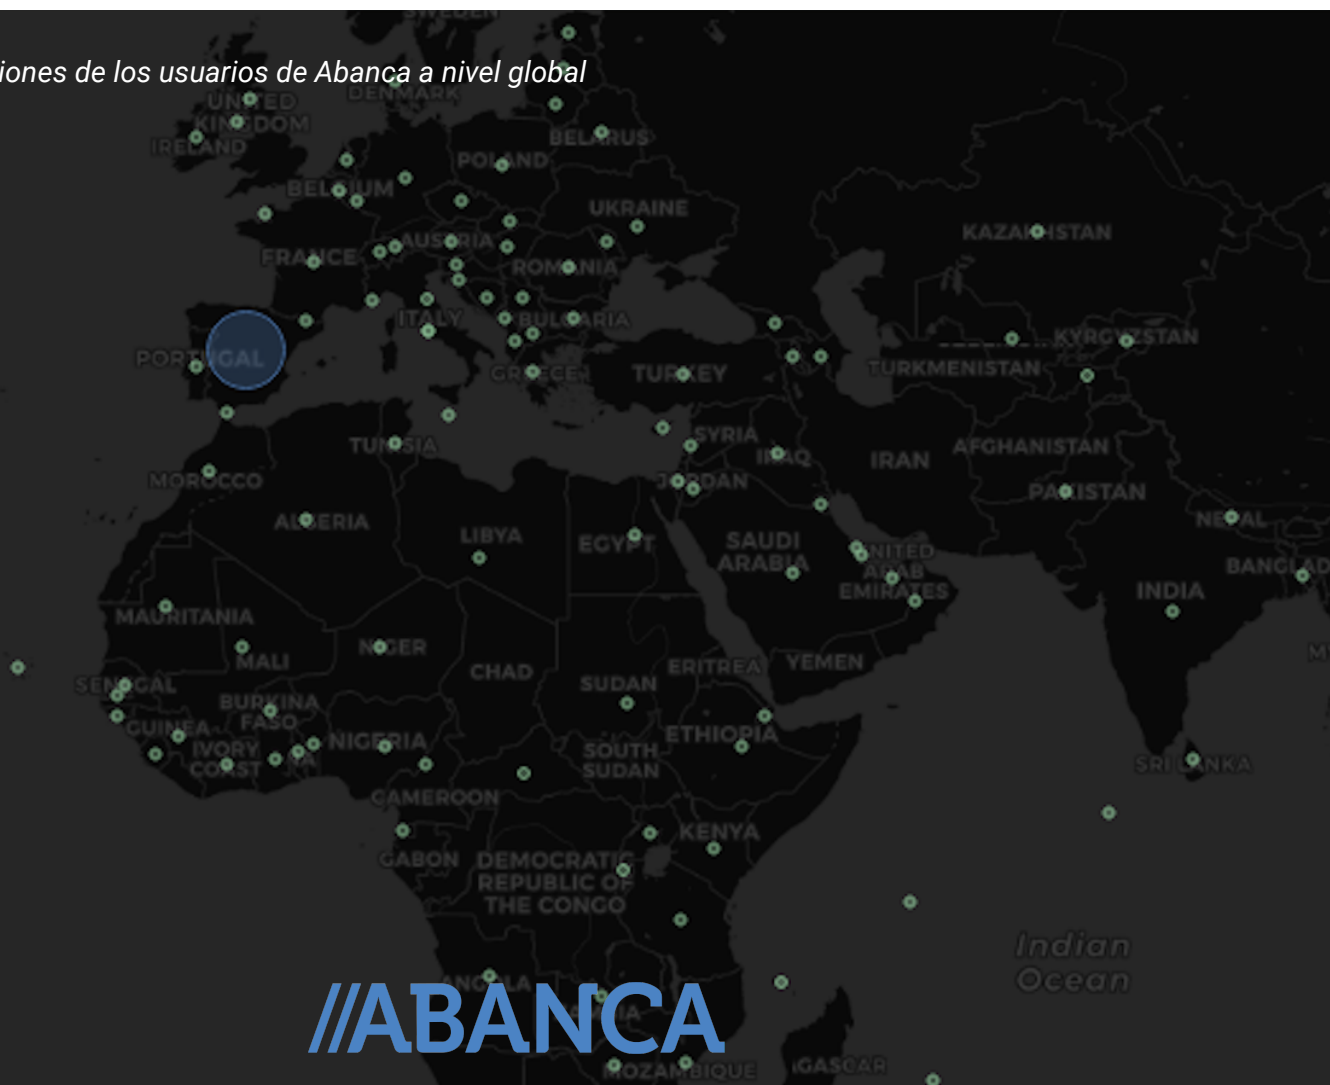 SWEDEN
iones de los usuarios de Abanca a nivel global
DENMARK
UNITED
KINGDOM
IRELAND
BELARUS
POLAND
BELGIUM
UKRAINE
KAZAKHSTAN
AUSTRIA
FRANCE
ROMANIA
ITALY
BULGARIA
KYRGYZSTAN
PORTUGAL
TURKMENISTAN
GREECE
TURKEY
SYRIA
TUNISIA
IRAQ
IRAN
AFGHANISTAN
MOROCCO
JORDAN
PAKISTAN
ALGERIA
NEPAL
LIBYA
EGYPT
SAUDI
ARABIA
UNITED
ARAB
EMIRATES
BANGLAD
INDIA
MAURITANIA
MALI
NIGER
CHAD
ERITREA
YEMEN
SENEGAL
SUDAN
BURKINA
FASO
GUINEA
NIGERIA
ETHIOPIA
IVORY
COAST
SOUTH
SUDAN
SRI LANKA
CAMEROON
KENYA
GABON
DEMOCRATIC
REPUBLIC OF
THE CONGO
Indian
Ocean
ANGOLA
//ABANCA
MOZAMBIQUE
GASCAR